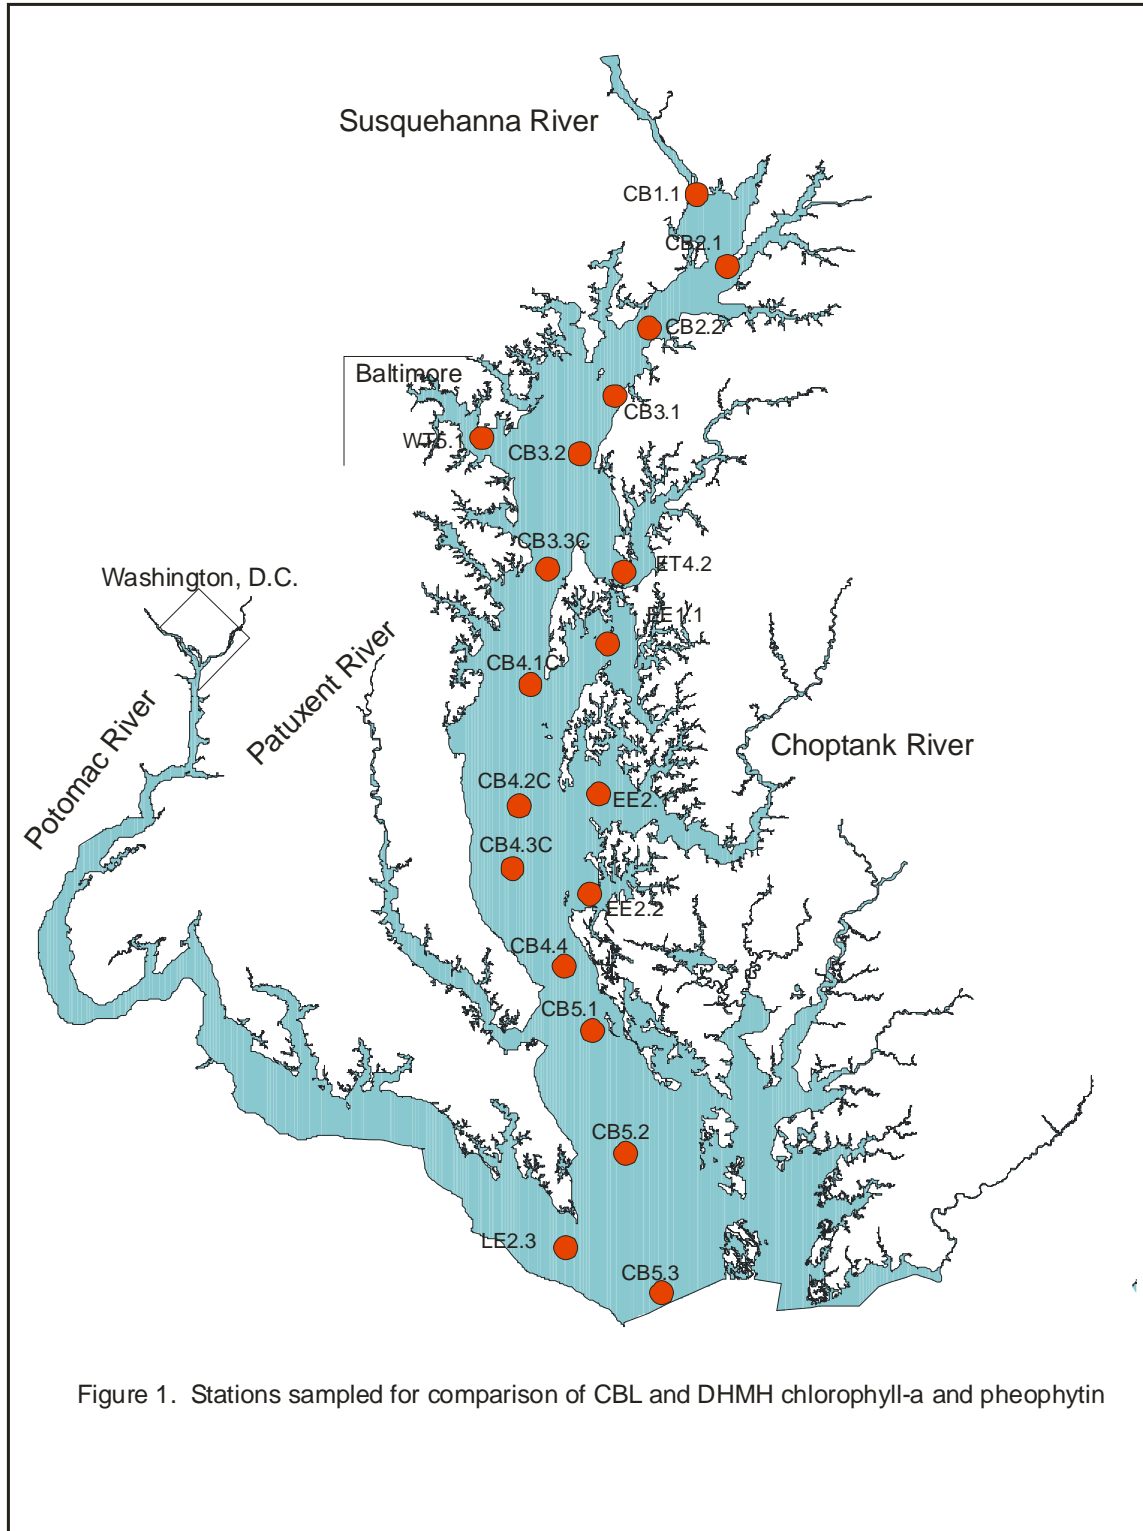 Susquehanna River
CB1.1
CB2.1
CB2.2
Baltimore
CB3.1
WT5.1
CB3.2
CB3.3C
ET4.2
Washington, D.C.
EE1.1
Patuxent River
CB4.1C
Potomac River
Choptank River
CB4.2C
EE2.
CB4.3C
EE2.2
CB4.4
CB5.1
CB5.2
LE2.3
CB5.3
Figure 1. Stations sampled for comparison of CBL and DHMH chlorophyll-a and pheophytin